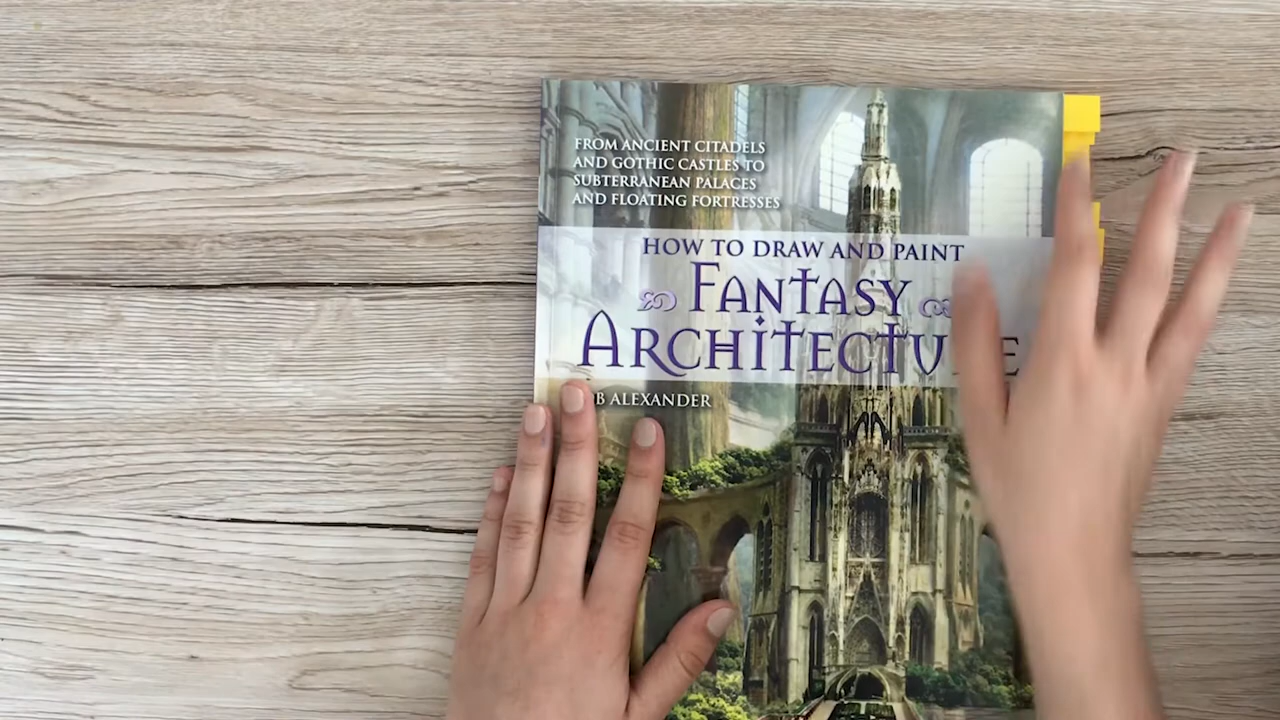 FROM ANCIENT CITADELS
AND GOTHIC CASTLES TO
SUBTERRANEAN PALACES
AND FLOATING FORTRESSES
HOW TO DRAW AND PAINT
FANTASY
ARCHITECTURE
ALEXANDER